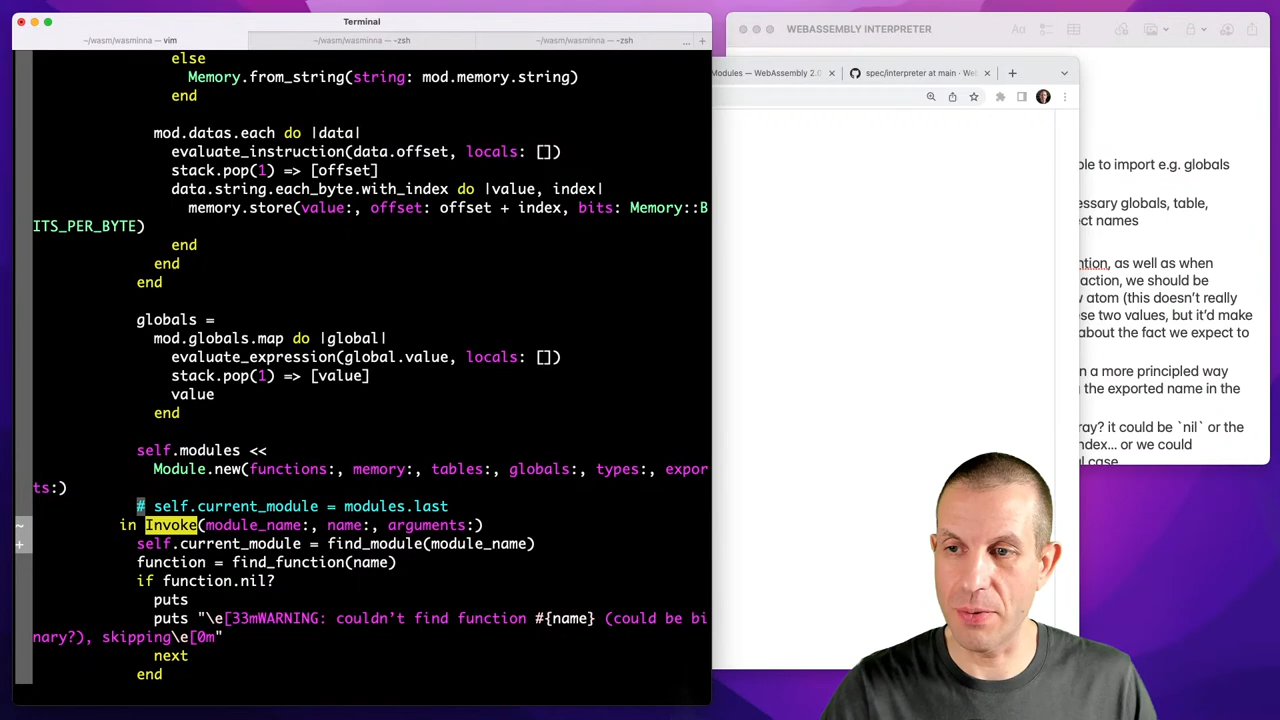 Terminal
~/wasm/wasminna — vim
~/wasm/wasminna — -zsh
~/wasm/wasminna — -zsh
... +
else
Memory.from_string(string: mod.memory.string)
end
mod.datas.each do |data|
evaluate_instruction(data.offset, locals: [])
stack.pop(1) => [offset]
data.string.each_byte.with_index do |value, index|
memory.store(value:, offset: offset + index, bits: Memory::B
ITS_PER_BYTE)
end
end
end
globals =
mod.globals.map do |global|
evaluate_expression(global.value, locals: [])
stack.pop(1) => [value]
value
end
self.modules <<
Module.new(functions:, memory:, tables:, globals:, types:, expor
ts:)
# self.current_module = modules.last
~ in Invoke(module_name:, name:, arguments:)
+ self.current_module = find_module(module_name)
function = find_function(name)
if function.nil?
puts
puts "\e[33mWARNING: couldn't find function #{name} (could be bi
nary?), skipping\e[0m"
next
end
WEBASSEMBLY INTERPRETER
Modules — WebAssembly 2.0
spec/interpreter at main · We
ble to import e.g. globals
essary globals, table,
ect names
ntion, as well as when
action, we should be
w atom (this doesn't really
ese two values, but it'd make
about the fact we expect to
n a more principled way
g the exported name in the
ray? it could be `nil` or the
ndex... or we could
al case